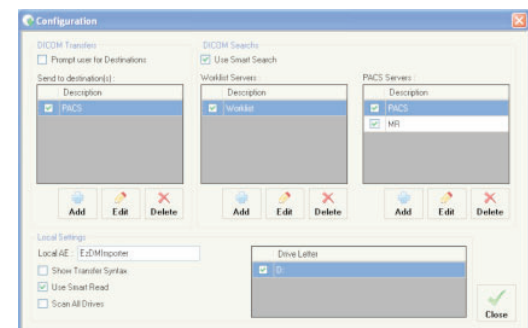 Configuration
DICOM Transfers
Prompt user for Destinations
Send to destination(s) :
Description
PACS
Add Edit Delete
DICOM Searchs
Use Smart Search
Worklist Servers :
Description
Worklist
Add Edit Delete
PACS Servers :
Description
PACS
MR
Add Edit Delete
Local Settings
Local AE : EzDMImporter
Show Transfer Syntax
Use Smart Read
Scan All Drives
Drive Letter
D:
Close